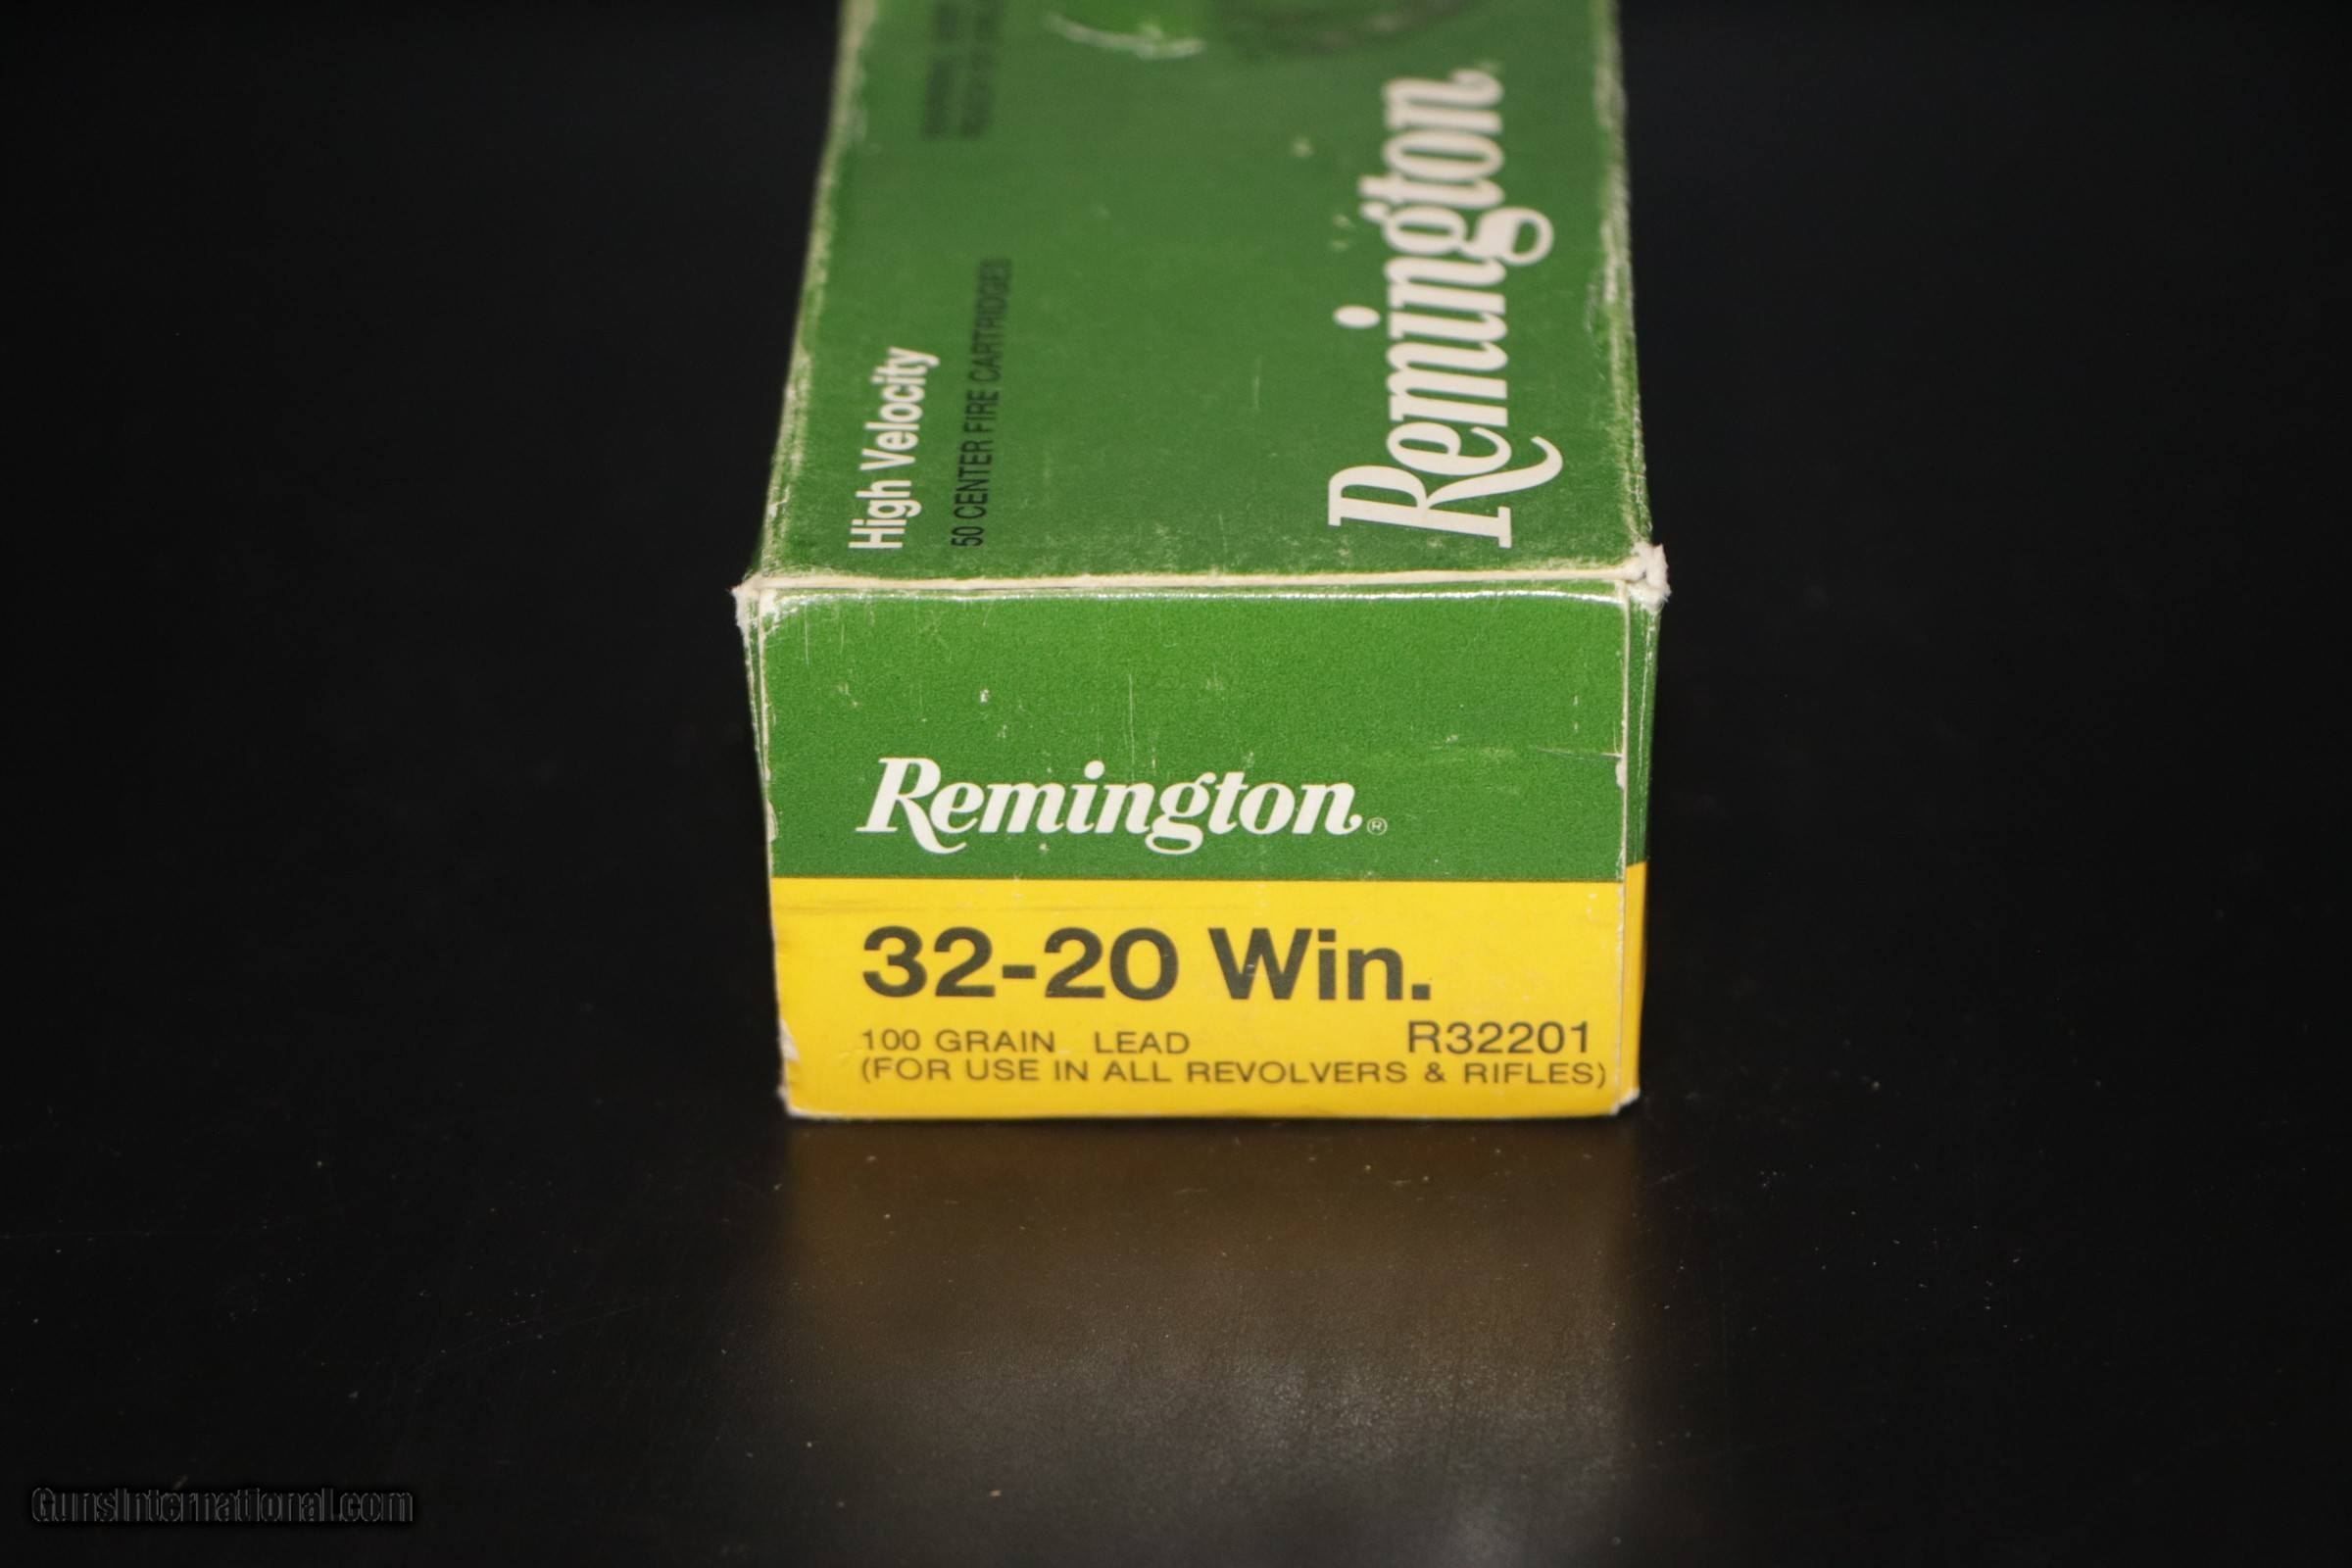 High Velocity
50 CENTER FIRE CARTRIDGES
Remington
Remington®
32-20 Win.
100 GRAIN LEAD R32201
(FOR USE IN ALL REVOLVERS & RIFLES)
GunsInternational.com